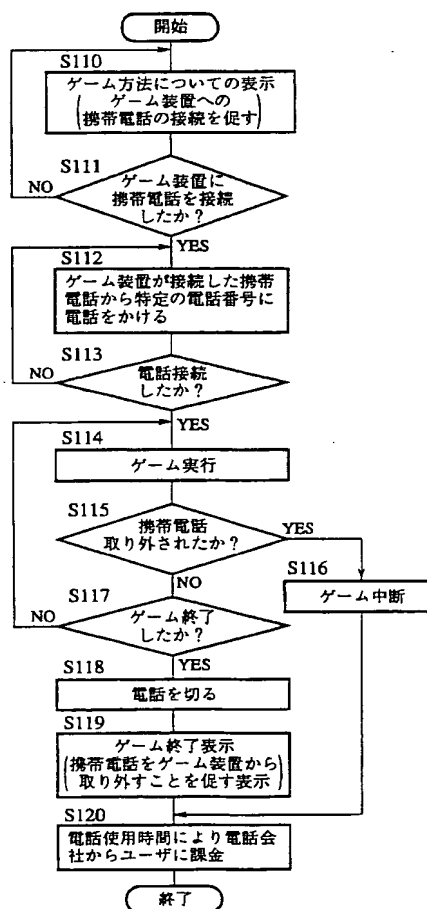 開始
S110
ゲーム方法についての表示
(ゲーム装置への
携帯電話の接続を促す)
S111
ゲーム装置に
携帯電話を接続
したか？
NO
YES
S112
ゲーム装置が接続した携帯
電話から特定の電話番号に
電話をかける
S113
電話接続
したか？
NO
YES
S114
ゲーム実行
S115
携帯電話
取り外されたか？
YES
NO
S116
ゲーム中断
S117
ゲーム終了
したか？
NO
YES
S118
電話を切る
S119
ゲーム終了表示
(携帯電話をゲーム装置から
取り外すことを促す表示)
S120
電話使用時間により電話会
社からユーザに課金
終了